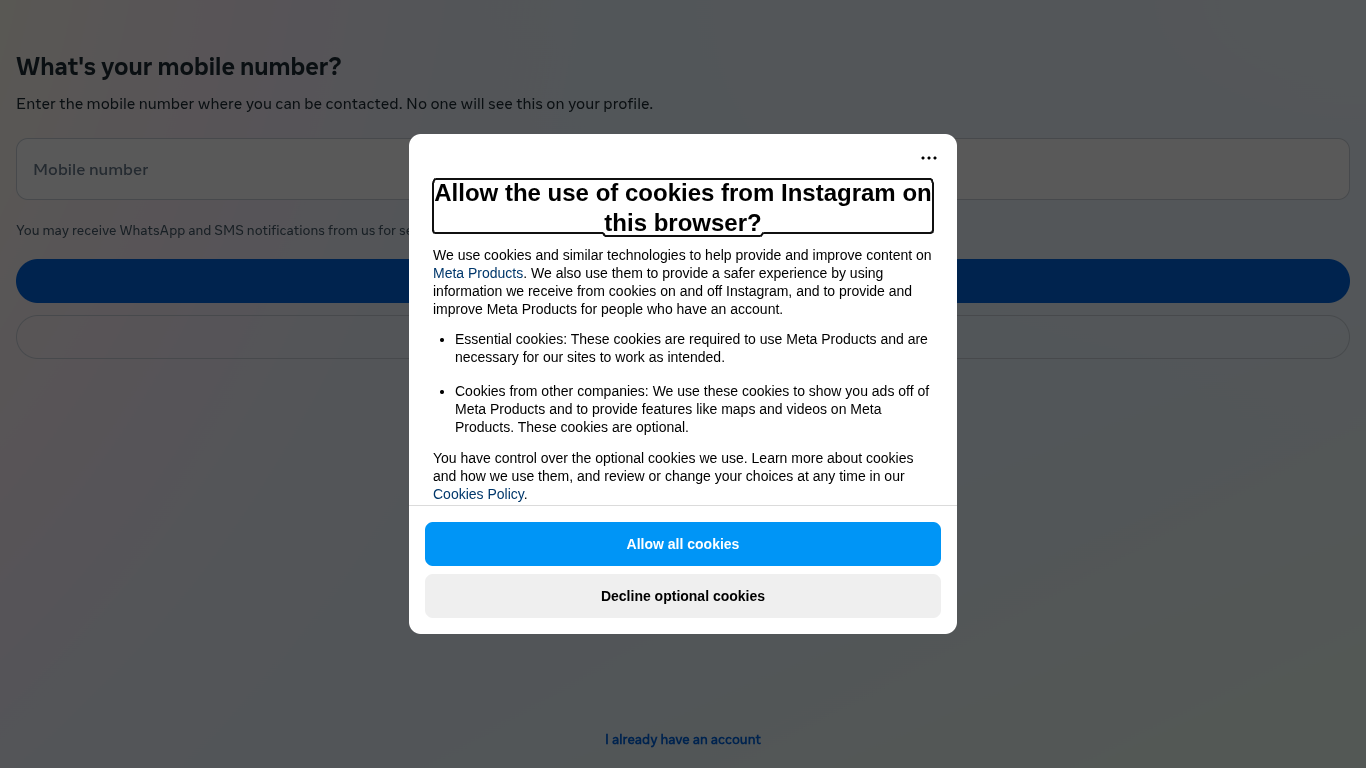 What's your mobile number?
Enter the mobile number where you can be contacted. No one will see this on your profile.
Mobile number
You may receive WhatsApp and SMS notifications from us for
Allow the use of cookies from Instagram on
this browser?
We use cookies and similar technologies to help provide and improve content on
Meta Products. We also use them to provide a safer experience by using
information we receive from cookies on and off Instagram, and to provide and
improve Meta Products for people who have an account.
• Essential cookies: These cookies are required to use Meta Products and are
necessary for our sites to work as intended.
• Cookies from other companies: We use these cookies to show you ads off of
Meta Products and to provide features like maps and videos on Meta
Products. These cookies are optional.
You have control over the optional cookies we use. Learn more about cookies
and how we use them, and review or change your choices at any time in our
Cookies Policy.
Allow all cookies
Decline optional cookies
I already have an account